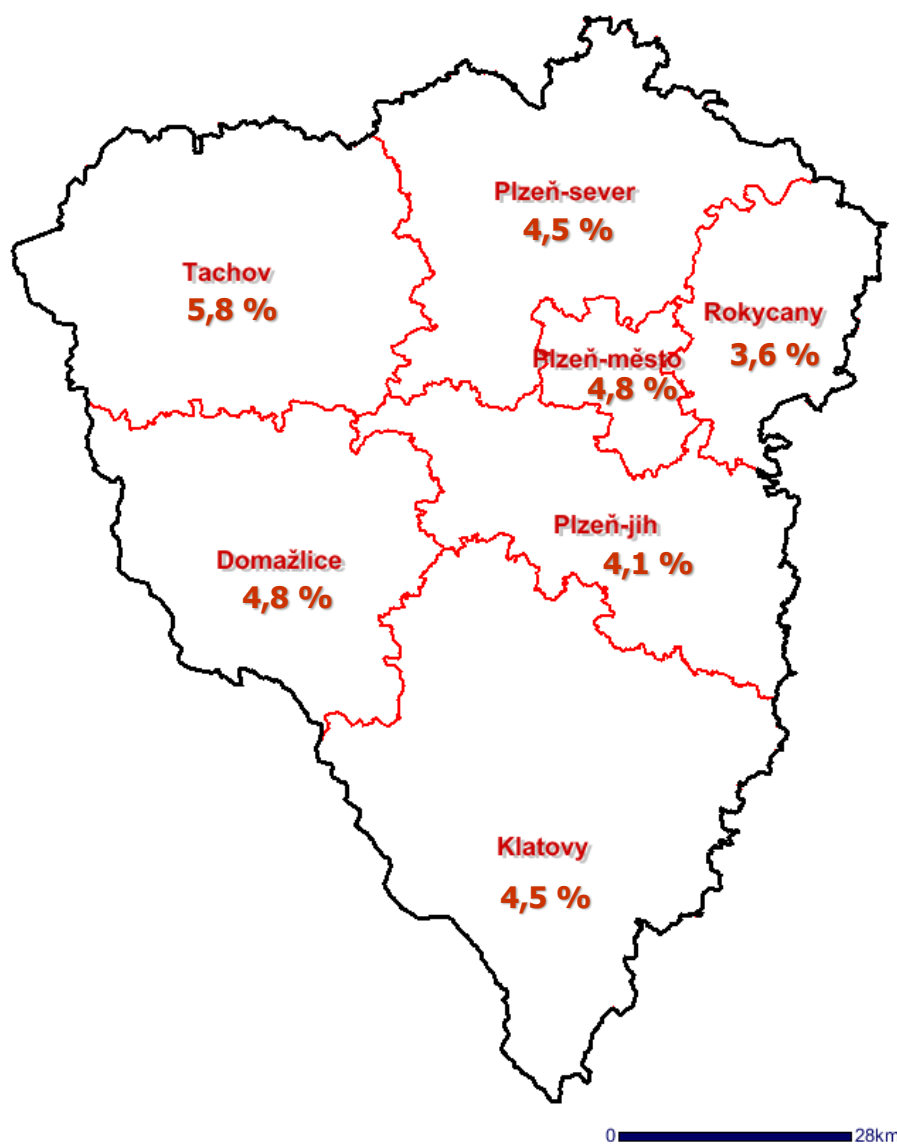 Plzeň-sever
4,5 %
Tachov
5,8 %
Rokycany
3,6 %
Plzeň-město
4,8 %
Plzeň-jih
4,1 %
Domažlice
4,8 %
Klatovy
4,5 %
0 28km